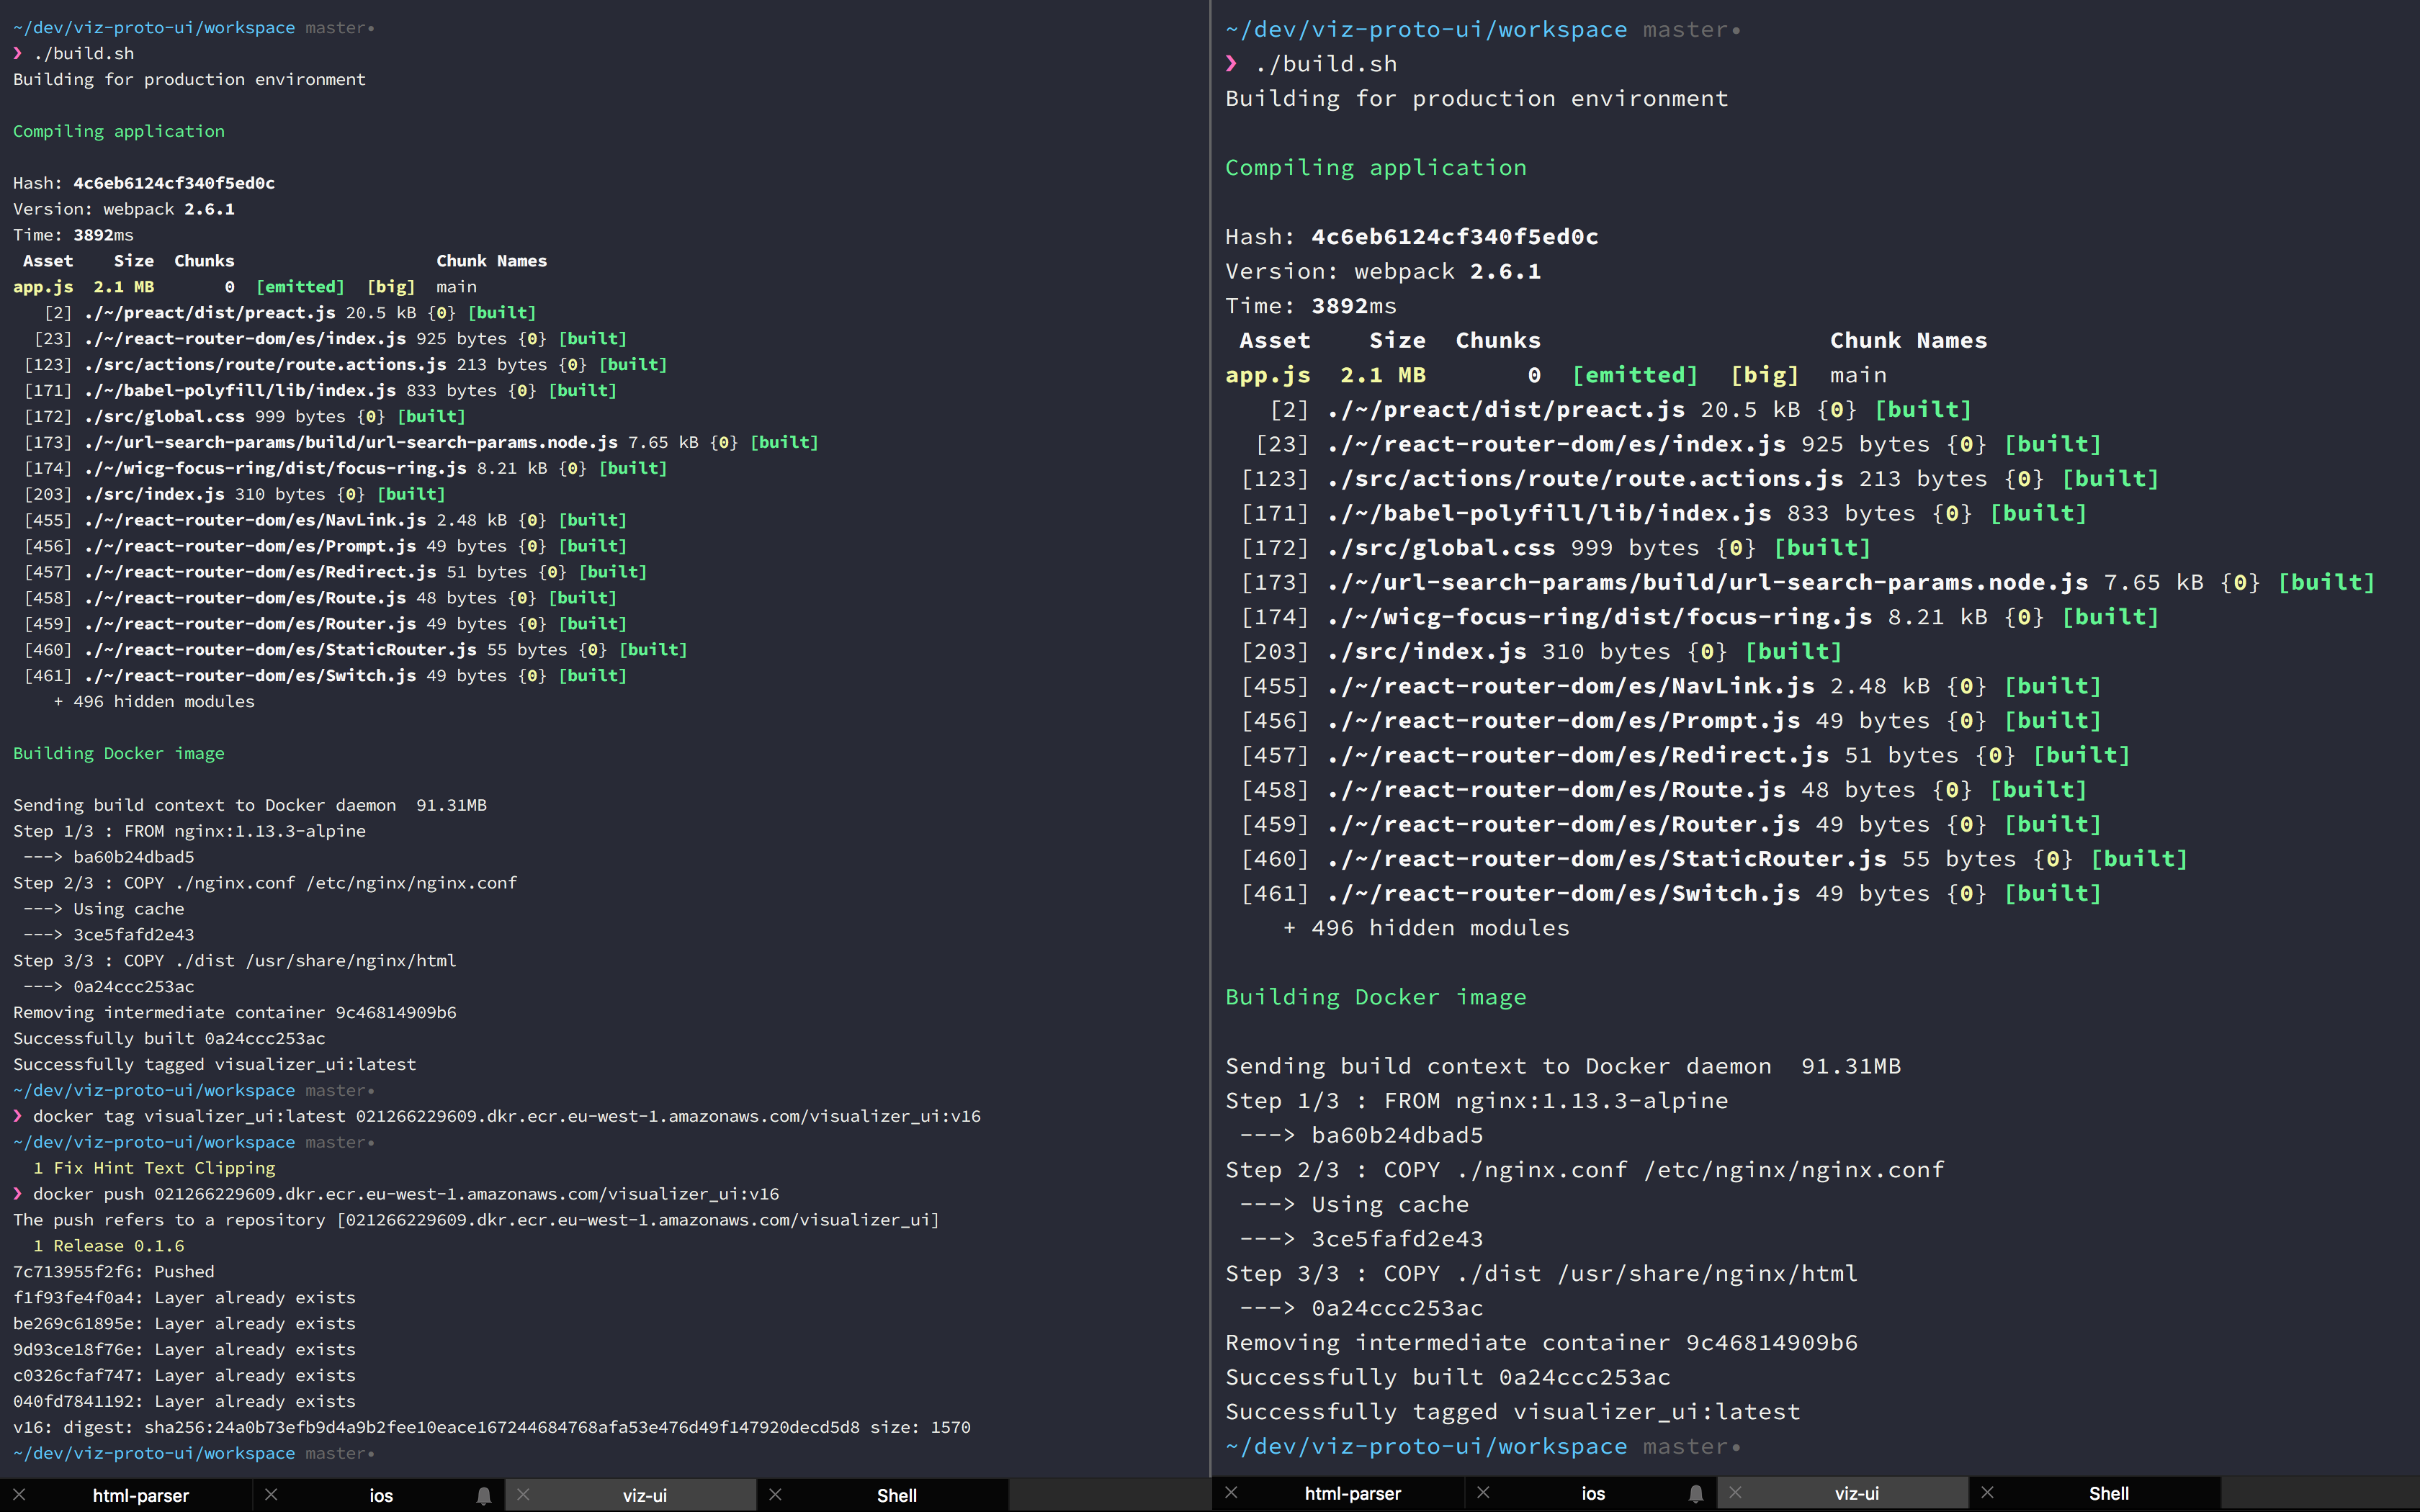 ~/dev/viz-proto-ui/workspace master•
❯ ./build.sh
Building for production environment
Compiling application
Hash: 4c6eb6124cf340f5ed0c
Version: webpack 2.6.1
Time: 3892ms
 Asset    Size  Chunks                    Chunk Names
app.js  2.1 MB       0  [emitted]  [big]  main
   [2] ./~/preact/dist/preact.js 20.5 kB {0} [built]
  [23] ./~/react-router-dom/es/index.js 925 bytes {0} [built]
 [123] ./src/actions/route/route.actions.js 213 bytes {0} [built]
 [171] ./~/babel-polyfill/lib/index.js 833 bytes {0} [built]
 [172] ./src/global.css 999 bytes {0} [built]
 [173] ./~/url-search-params/build/url-search-params.node.js 7.65 kB {0} [built]
 [174] ./~/wicg-focus-ring/dist/focus-ring.js 8.21 kB {0} [built]
 [203] ./src/index.js 310 bytes {0} [built]
 [455] ./~/react-router-dom/es/NavLink.js 2.48 kB {0} [built]
 [456] ./~/react-router-dom/es/Prompt.js 49 bytes {0} [built]
 [457] ./~/react-router-dom/es/Redirect.js 51 bytes {0} [built]
 [458] ./~/react-router-dom/es/Route.js 48 bytes {0} [built]
 [459] ./~/react-router-dom/es/Router.js 49 bytes {0} [built]
 [460] ./~/react-router-dom/es/StaticRouter.js 55 bytes {0} [built]
 [461] ./~/react-router-dom/es/Switch.js 49 bytes {0} [built]
    + 496 hidden modules
Building Docker image
Sending build context to Docker daemon  91.31MB
Step 1/3 : FROM nginx:1.13.3-alpine
 ---> ba60b24dbad5
Step 2/3 : COPY ./nginx.conf /etc/nginx/nginx.conf
 ---> Using cache
 ---> 3ce5fafd2e43
Step 3/3 : COPY ./dist /usr/share/nginx/html
 ---> 0a24ccc253ac
Removing intermediate container 9c46814909b6
Successfully built 0a24ccc253ac
Successfully tagged visualizer_ui:latest
~/dev/viz-proto-ui/workspace master•
❯ docker tag visualizer_ui:latest 021266229609.dkr.ecr.eu-west-1.amazonaws.com/visualizer_ui:v16
~/dev/viz-proto-ui/workspace master•
  1 Fix Hint Text Clipping
❯ docker push 021266229609.dkr.ecr.eu-west-1.amazonaws.com/visualizer_ui:v16
The push refers to a repository [021266229609.dkr.ecr.eu-west-1.amazonaws.com/visualizer_ui]
  1 Release 0.1.6
7c713955f2f6: Pushed
f1f93fe4f0a4: Layer already exists
be269c61895e: Layer already exists
9d93ce18f76e: Layer already exists
c0326cfaf747: Layer already exists
040fd7841192: Layer already exists
v16: digest: sha256:24a0b73efb9d4a9b2fee10eace167244684768afa53e476d49f147920decd5d8 size: 1570
~/dev/viz-proto-ui/workspace master•
html-parser ios viz-ui Shell
~/dev/viz-proto-ui/workspace master•
❯ ./build.sh
Building for production environment
Compiling application
Hash: 4c6eb6124cf340f5ed0c
Version: webpack 2.6.1
Time: 3892ms
 Asset    Size  Chunks                    Chunk Names
app.js  2.1 MB       0  [emitted]  [big]  main
   [2] ./~/preact/dist/preact.js 20.5 kB {0} [built]
  [23] ./~/react-router-dom/es/index.js 925 bytes {0} [built]
 [123] ./src/actions/route/route.actions.js 213 bytes {0} [built]
 [171] ./~/babel-polyfill/lib/index.js 833 bytes {0} [built]
 [172] ./src/global.css 999 bytes {0} [built]
 [173] ./~/url-search-params/build/url-search-params.node.js 7.65 kB {0} [built]
 [174] ./~/wicg-focus-ring/dist/focus-ring.js 8.21 kB {0} [built]
 [203] ./src/index.js 310 bytes {0} [built]
 [455] ./~/react-router-dom/es/NavLink.js 2.48 kB {0} [built]
 [456] ./~/react-router-dom/es/Prompt.js 49 bytes {0} [built]
 [457] ./~/react-router-dom/es/Redirect.js 51 bytes {0} [built]
 [458] ./~/react-router-dom/es/Route.js 48 bytes {0} [built]
 [459] ./~/react-router-dom/es/Router.js 49 bytes {0} [built]
 [460] ./~/react-router-dom/es/StaticRouter.js 55 bytes {0} [built]
 [461] ./~/react-router-dom/es/Switch.js 49 bytes {0} [built]
    + 496 hidden modules
Building Docker image
Sending build context to Docker daemon  91.31MB
Step 1/3 : FROM nginx:1.13.3-alpine
 ---> ba60b24dbad5
Step 2/3 : COPY ./nginx.conf /etc/nginx/nginx.conf
 ---> Using cache
 ---> 3ce5fafd2e43
Step 3/3 : COPY ./dist /usr/share/nginx/html
 ---> 0a24ccc253ac
Removing intermediate container 9c46814909b6
Successfully built 0a24ccc253ac
Successfully tagged visualizer_ui:latest
~/dev/viz-proto-ui/workspace master•
html-parser ios viz-ui Shell